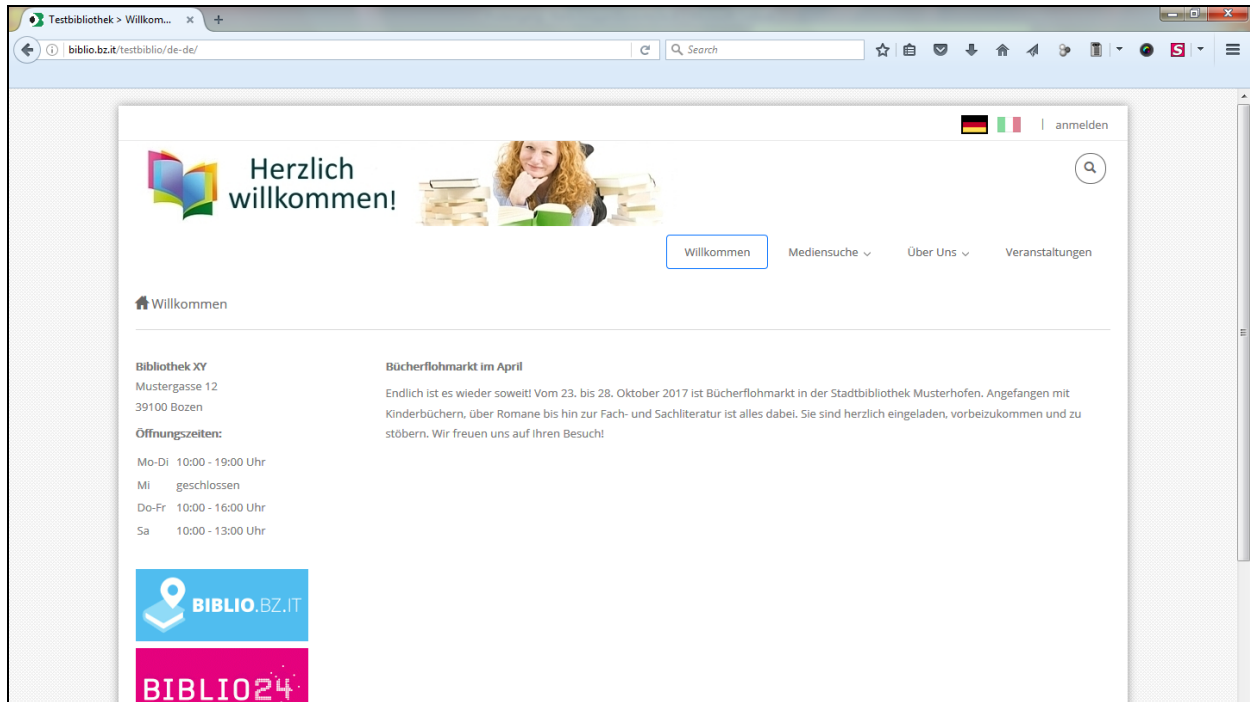 Testbibliothek > Willkom...
biblio.bz.it/testbiblio/de-de/
Search
S
anmelden
Herzlich
willkommen!
Willkommen Mediensuche Über Uns Veranstaltungen
Willkommen
Bibliothek XY
Mustergasse 12
39100 Bozen
Öffnungszeiten:
Mo-Di 10:00 - 19:00 Uhr
Mi geschlossen
Do-Fr 10:00 - 16:00 Uhr
Sa 10:00 - 13:00 Uhr
BIBLIO.BZ.IT
BIBLIO24
Bücherflohmarkt im April
Endlich ist es wieder soweit! Vom 23. bis 28. Oktober 2017 ist Bücherflohmarkt in der Stadtbibliothek Musterhofen. Angefangen mit
Kinderbüchern, über Romane bis hin zur Fach- und Sachliteratur ist alles dabei. Sie sind herzlich eingeladen, vorbeizukommen und zu
stöbern. Wir freuen uns auf Ihren Besuch!